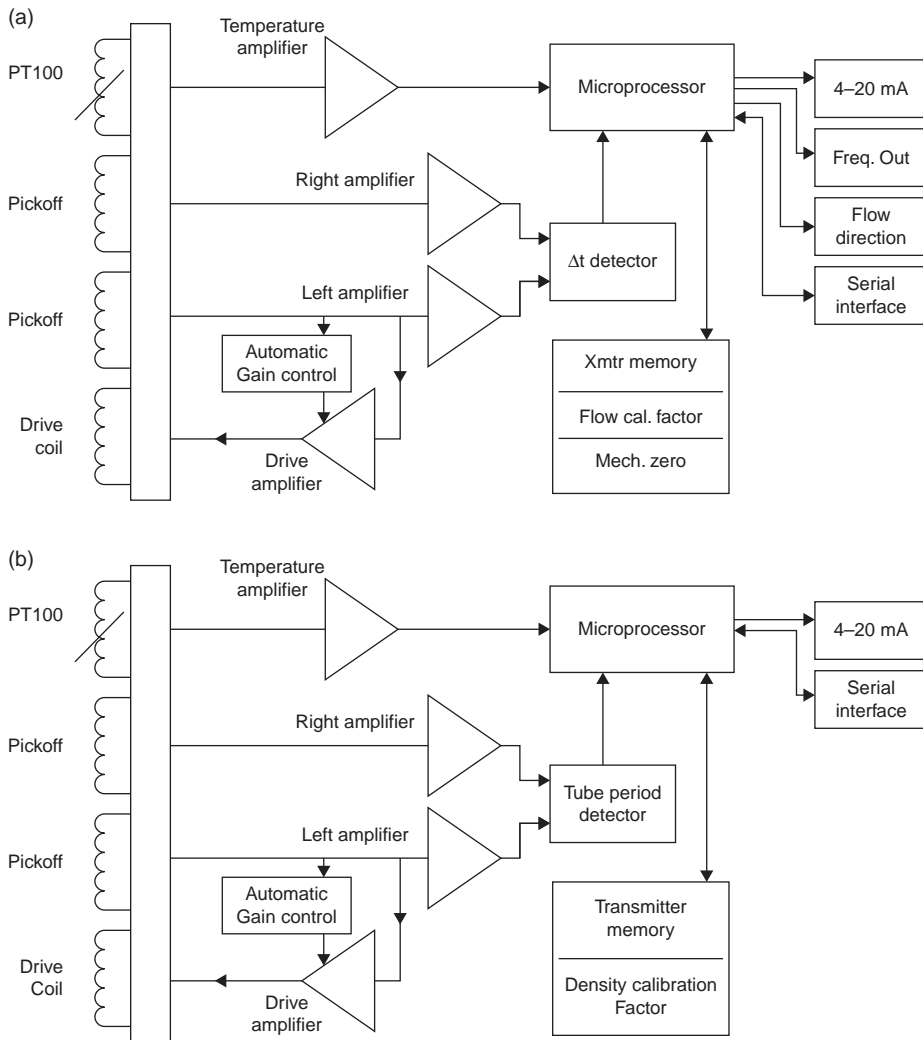 (a)
Temperature
amplifier
PT100
Microprocessor
4–20 mA
Freq. Out
Right amplifier
Pickoff
Flow
direction
Δt detector
Left amplifier
Serial
interface
Pickoff
Automatic
Gain control
Xmtr memory
Flow cal. factor
Mech. zero
Drive
coil
Drive
amplifier
(b)
Temperature
amplifier
PT100
Microprocessor
4–20 mA
Serial
interface
Right amplifier
Pickoff
Tube period
detector
Left amplifier
Pickoff
Automatic
Gain control
Transmitter
memory
Density calibration
Factor
Drive
Coil
Drive
amplifier